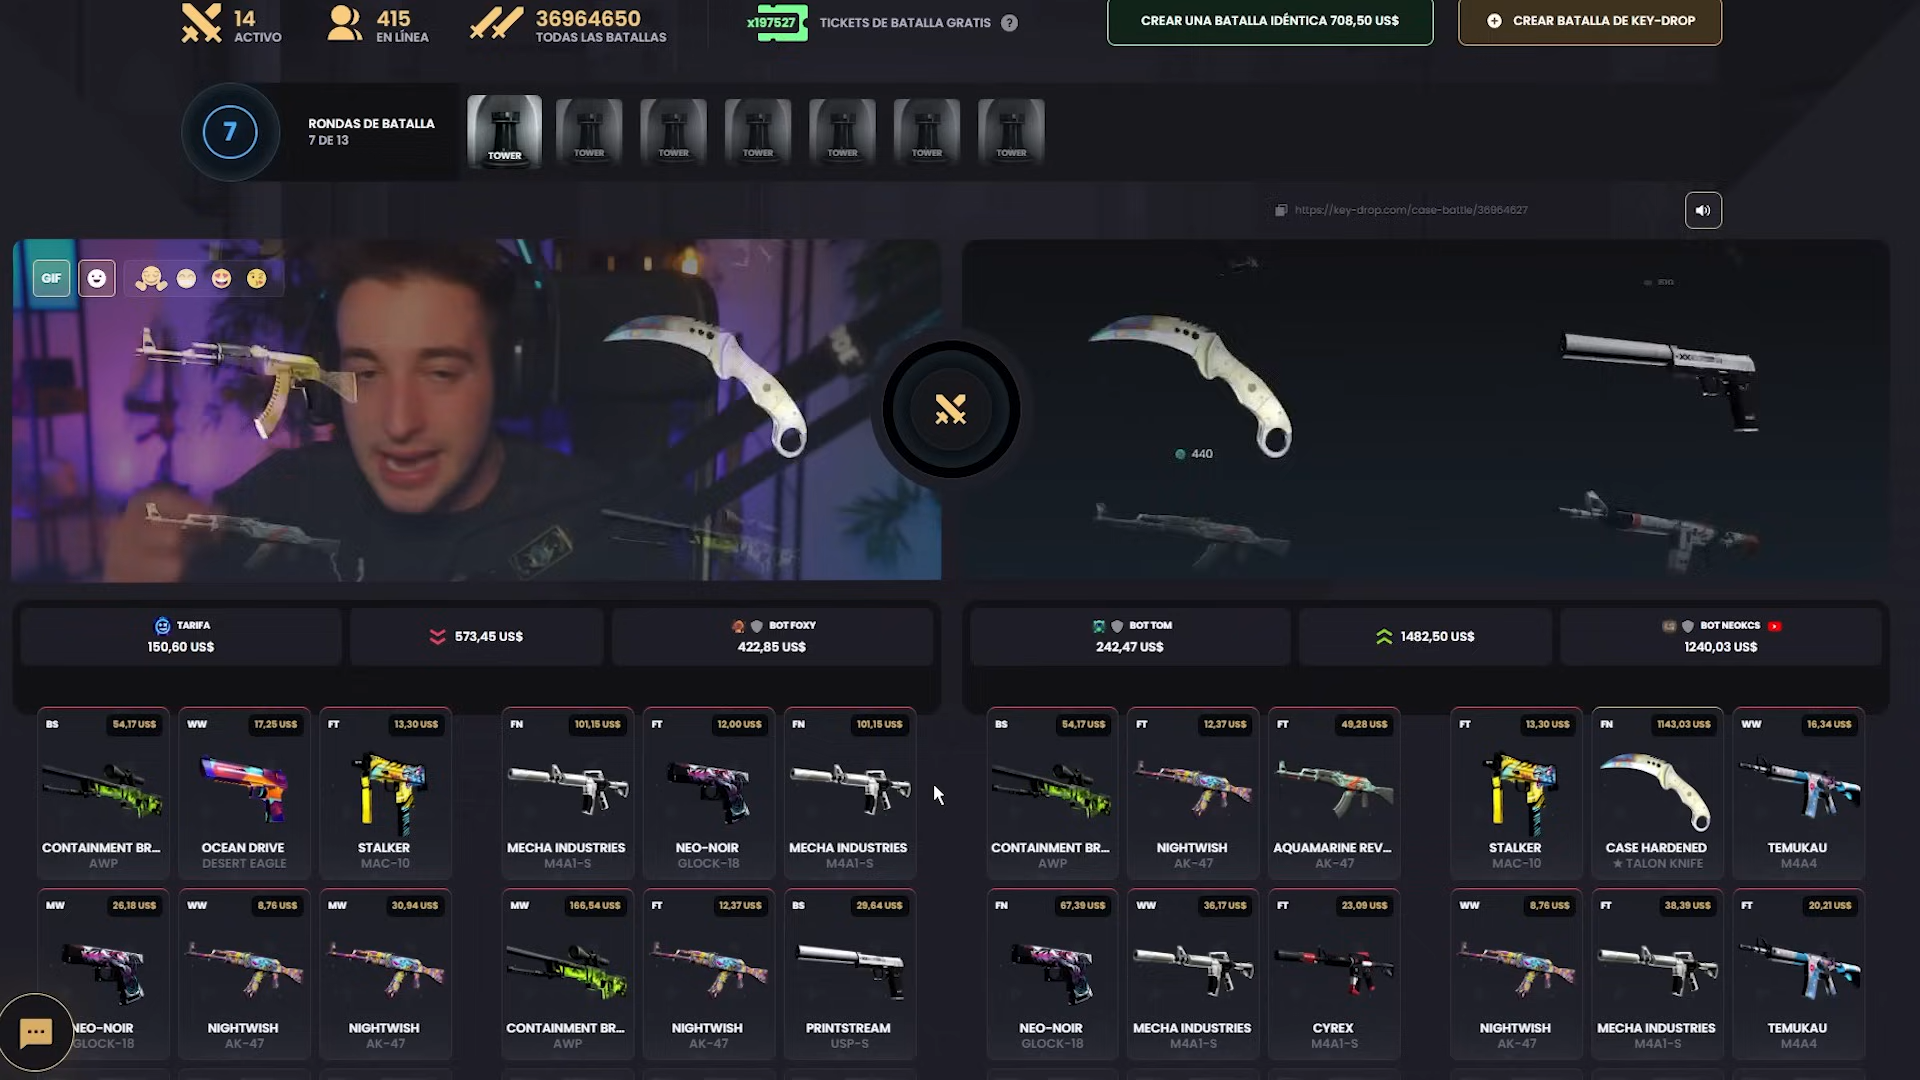 14
ACTIVO
415
EN LÍNEA
36964650
TODAS LAS BATALLAS
x197527
TICKETS DE BATALLA GRATIS
?
CREAR UNA BATALLA IDÉNTICA 708,50 US$
CREAR BATALLA DE KEY-DROP
7
RONDAS DE BATALLA
7 DE 13
TOWER
TOWER
TOWER
TOWER
TOWER
TOWER
TOWER
https://key-drop.com/case-battle/36964627
GIF
440
TARIFA
150,60 US$
573,45 US$
BOT FOXY
422,85 US$
BOT TOM
242,47 US$
1482,50 US$
BOT NEOKCS
1240,03 US$
BS 54,17 US$
CONTAINMENT BR...
AWP
WW 17,25 US$
OCEAN DRIVE
DESERT EAGLE
FT 13,30 US$
STALKER
MAC-10
FN 101,15 US$
MECHA INDUSTRIES
M4A1-S
FT 12,00 US$
NEO-NOIR
GLOCK-18
FN 101,15 US$
MECHA INDUSTRIES
M4A1-S
BS 54,17 US$
CONTAINMENT BR...
AWP
FT 12,37 US$
NIGHTWISH
AK-47
FT 49,28 US$
AQUAMARINE REV...
AK-47
FT 13,30 US$
STALKER
MAC-10
FN 1143,03 US$
CASE HARDENED
★ TALON KNIFE
WW 16,34 US$
TEMUKAU
M4A4
MW 26,18 US$
NEO-NOIR
GLOCK-18
WW 8,76 US$
NIGHTWISH
AK-47
MW 30,94 US$
NIGHTWISH
AK-47
MW 166,54 US$
CONTAINMENT BR...
AWP
FT 12,37 US$
NIGHTWISH
AK-47
BS 29,64 US$
PRINTSTREAM
USP-S
FN 67,39 US$
NEO-NOIR
GLOCK-18
WW 36,17 US$
MECHA INDUSTRIES
M4A1-S
FT 23,09 US$
CYREX
M4A1-S
WW 8,76 US$
NIGHTWISH
AK-47
FT 38,39 US$
MECHA INDUSTRIES
M4A1-S
FT 20,21 US$
TEMUKAU
M4A4